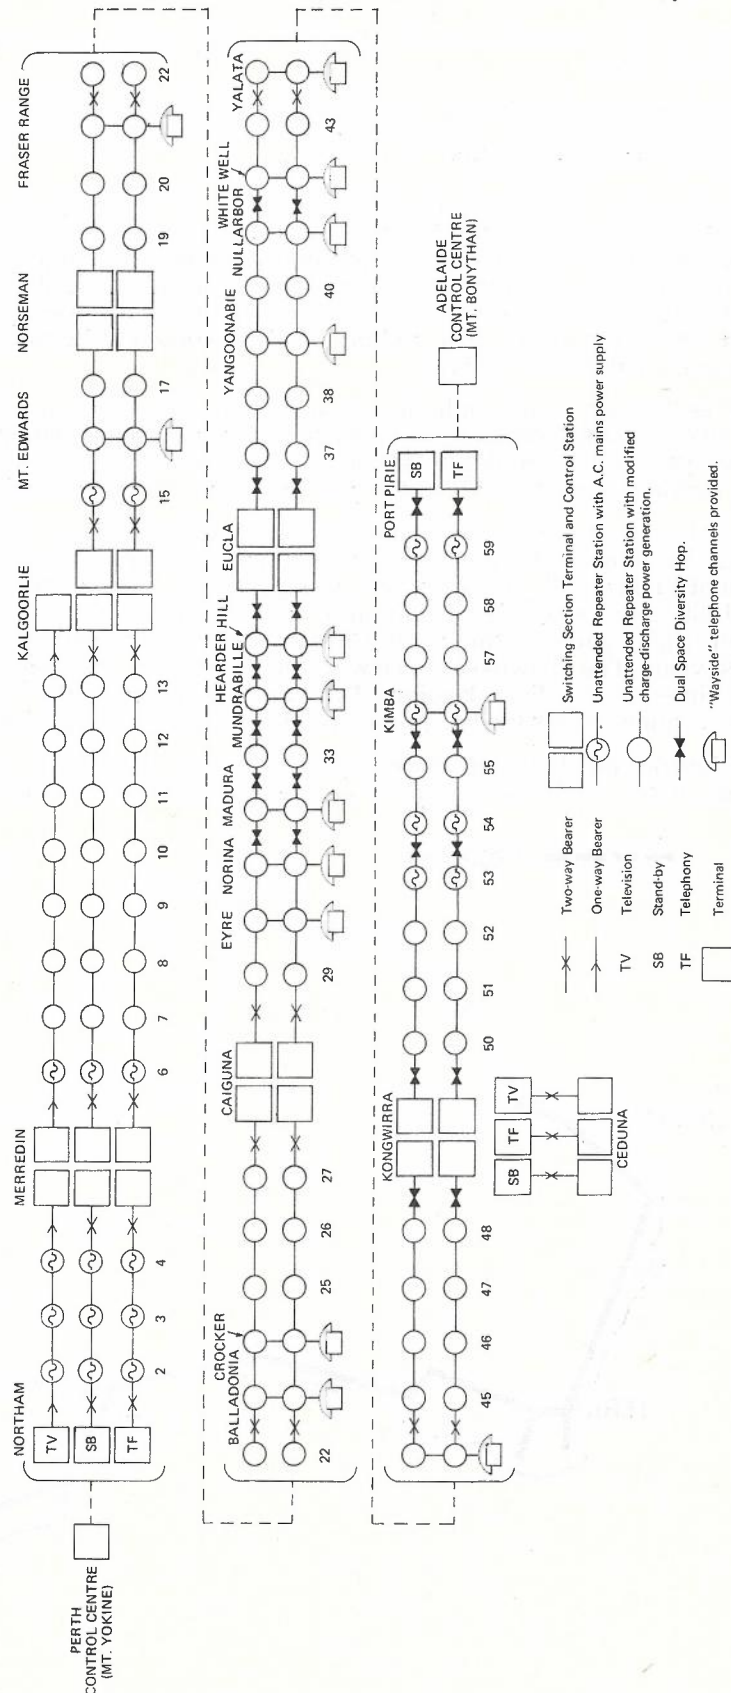 PERTH
CONTROL CENTRE
(MT. YOKINE)
NORTHAM
MERREDIN
KALGOORLIE
MT. EDWARDS
NORSEMAN
FRASER RANGE
TV
SB
TF
2 3 4 6 7 8 9 10 11 12 13 15 17 19 20 22
BALLADONIA
CROCKER
CAIGUNA
EYRE
NORINA
MADURA
MUNDRABILLE
HEARDER HILL
EUCLA
YANGOONABIE
NULLARBOR
WHITE WELL
YALATA
22 25 26 27 29 33 37 38 40 43
KONGWIRRA
KIMBA
PORT PIRIE
SB
TF
45 46 47 48 50 51 52 53 54 55 57 58 59
ADELAIDE
CONTROL CENTRE
(MT. BONYTHAN)
SB TF TV
CEDUNA
Two-way Bearer
One-way Bearer
TV Television
SB Stand-by
TF Telephony
Terminal
Switching Section Terminal and Control Station
Unattended Repeater Station with A.C. mains power supply
Unattended Repeater Station with modified
charge-discharge power generation.
Dual Space Diversity Hop.
"Wayside" telephone channels provided.